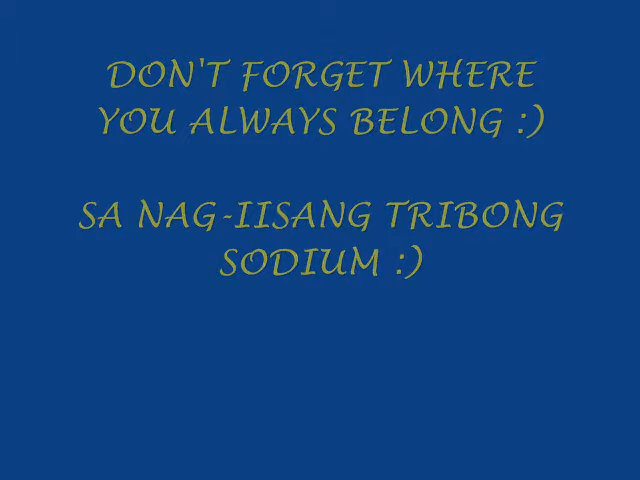 DON'T FORGET WHERE
YOU ALWAYS BELONG :)
SA NAG-IISANG TRIBONG
SODIUM :)